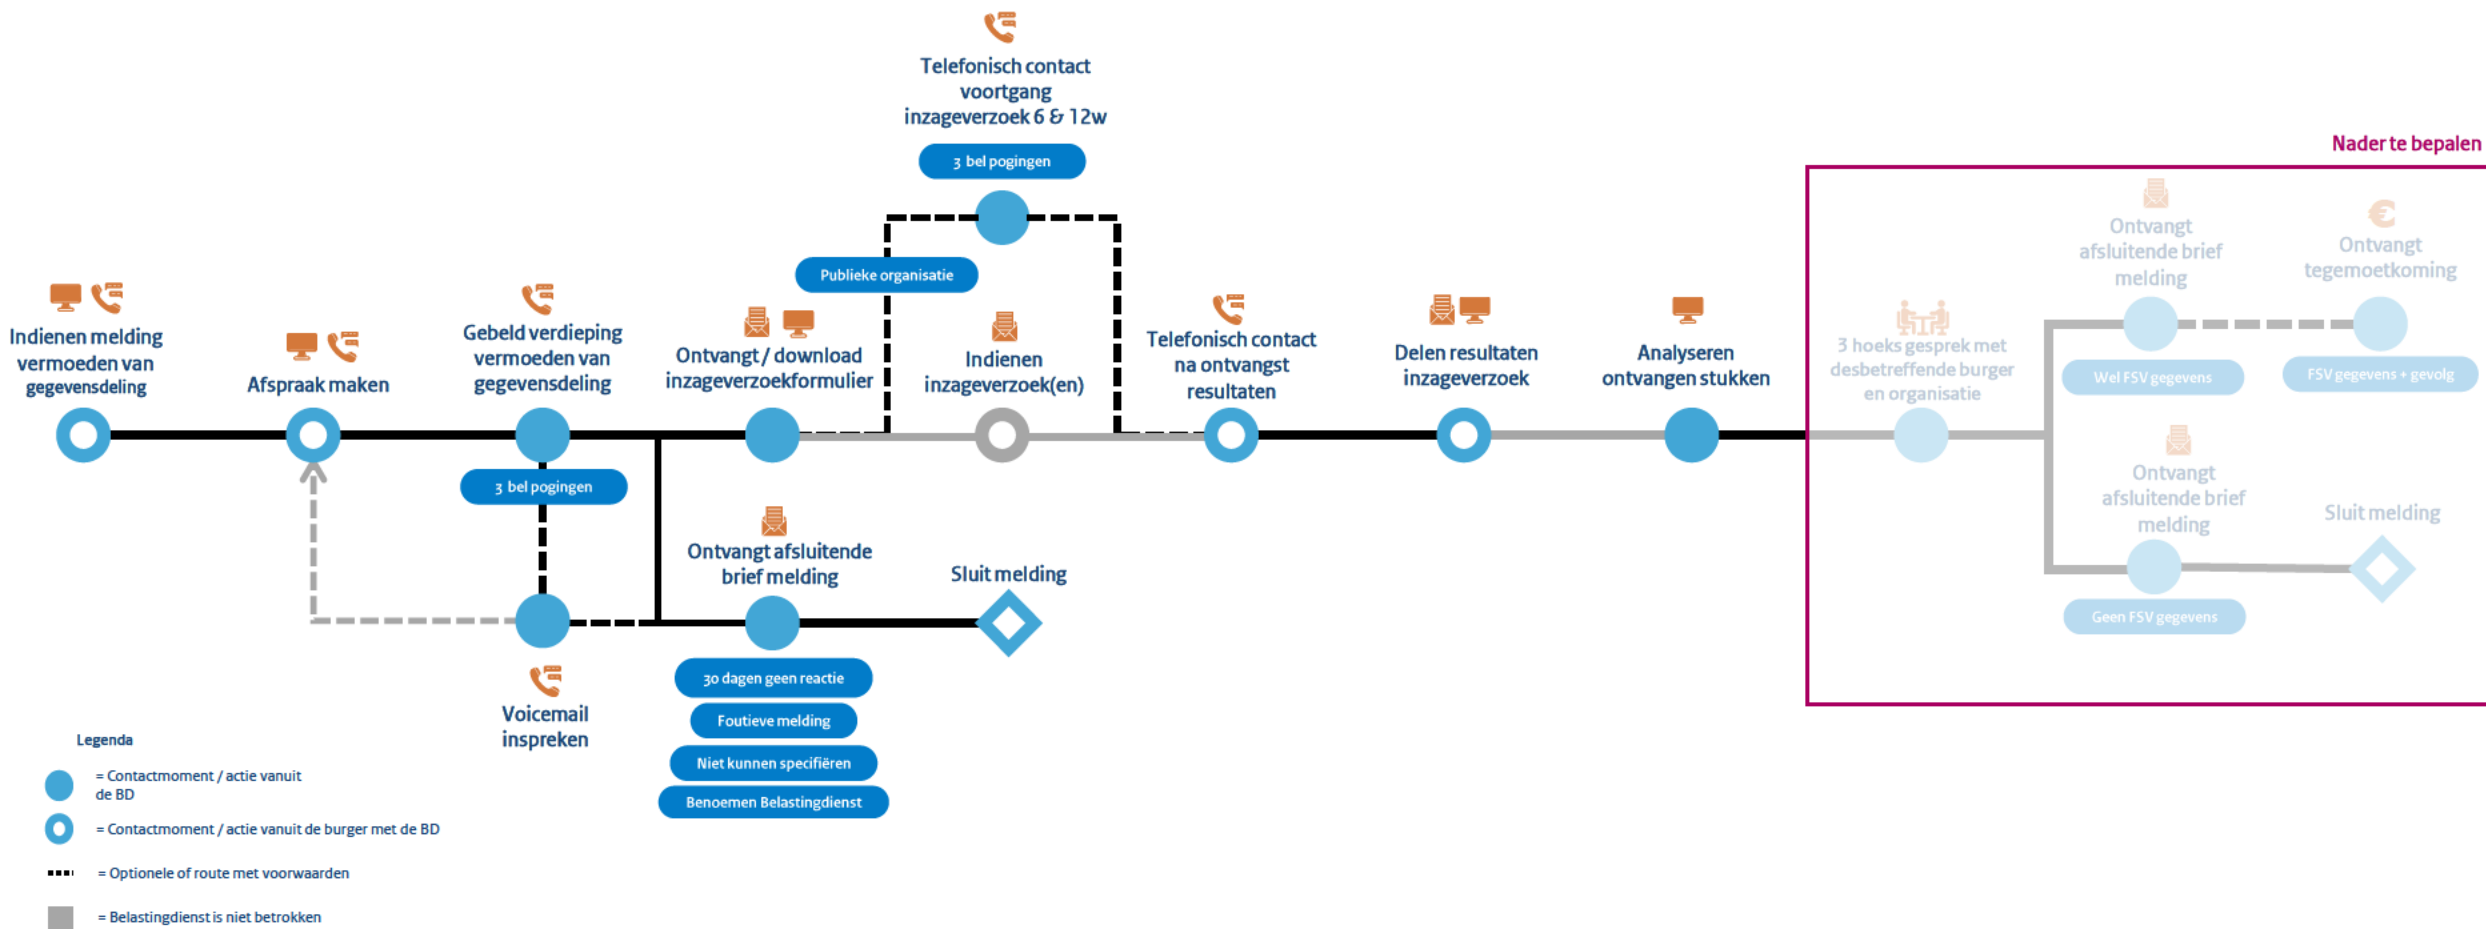 Telefonisch contact
voortgang
inzageverzoek 6 & 12w
3 bel pogingen
Publieke organisatie
Indienen melding
vermoeden van
gegevensdeling
Afspraak maken
Gebeld verdieping
vermoeden van
gegevensdeling
3 bel pogingen
Ontvangt / download
inzageverzoekformulier
Indienen
inzageverzoek(en)
Telefonisch contact
na ontvangst
resultaten
Delen resultaten
inzageverzoek
Analyseren
ontvangen stukken
Nader te bepalen
3 hoeks gesprek met
desbetreffende burger
en organisatie
Ontvangt
afsluitende brief
melding
Wel FSV gegevens
Ontvangt
tegemoetkoming
FSV gegevens + gevolg
Ontvangt
afsluitende brief
melding
Geen FSV gegevens
Sluit melding
Voicemail
inspreken
Ontvangt afsluitende
brief melding
30 dagen geen reactie
Foutieve melding
Niet kunnen specifiëren
Benoemen Belastingdienst
Sluit melding
Legenda
= Contactmoment / actie vanuit
de BD
= Contactmoment / actie vanuit de burger met de BD
= Optionele of route met voorwaarden
= Belastingdienst is niet betrokken